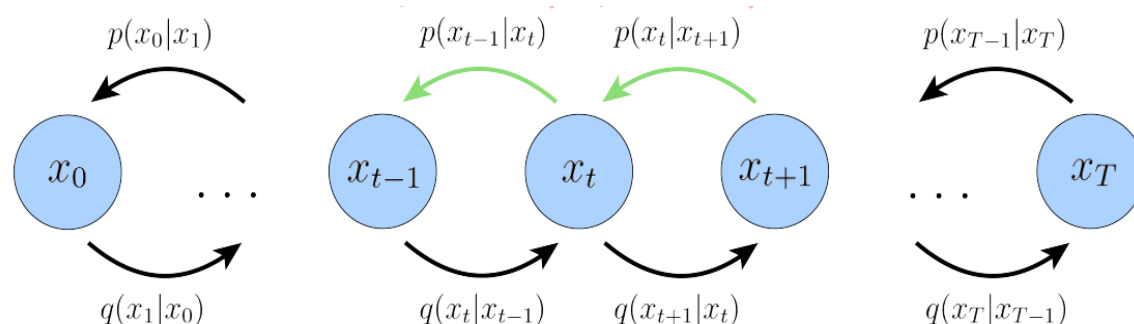 p(x_0|x_1) p(x_{t-1}|x_t) p(x_t|x_{t+1}) p(x_{T-1}|x_T)
x_0 . . . x_{t-1} x_t x_{t+1} . . . x_T
q(x_1|x_0) q(x_t|x_{t-1}) q(x_{t+1}|x_t) q(x_T|x_{T-1})